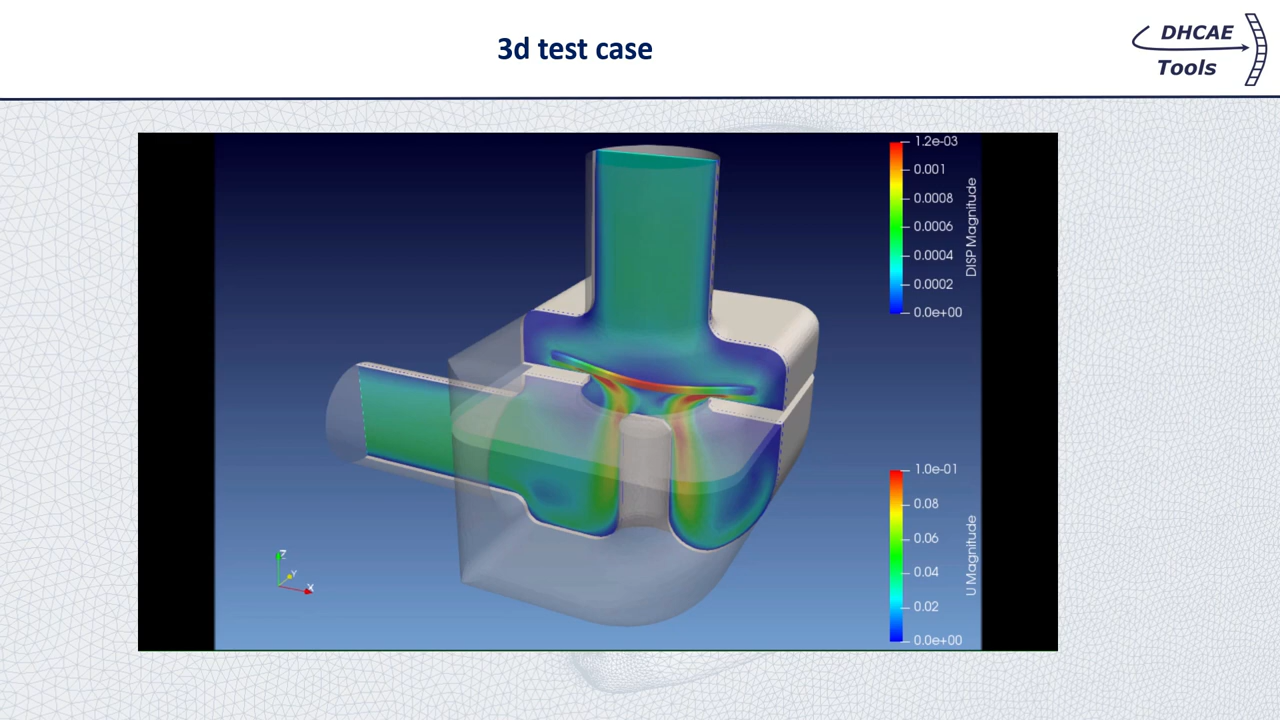 3d test case
DHCAE
Tools
1.2e-03
0.001
0.0008
0.0006
0.0004
0.0002
0.0e+00
DISP Magnitude
1.0e-01
0.08
0.06
0.04
0.02
0.0e+00
U Magnitude
Z
Y
X